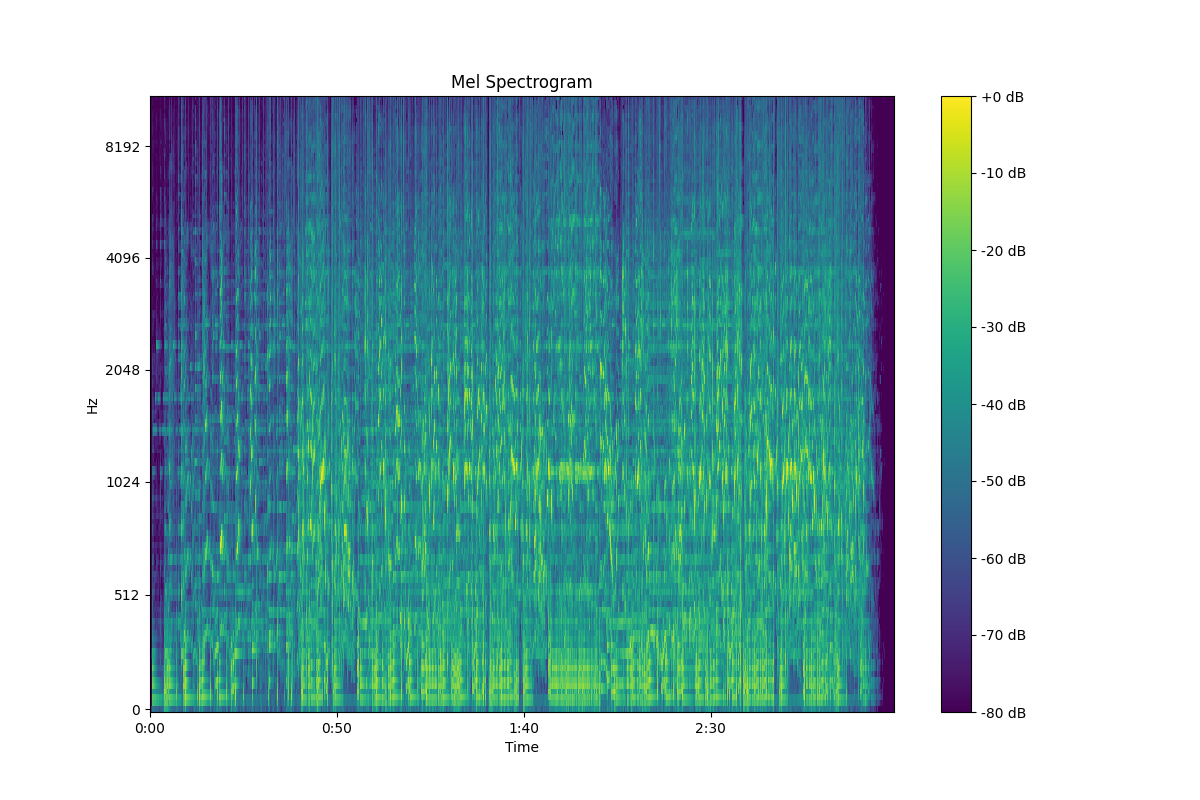 Mel Spectrogram
Hz
8192
4096
2048
1024
512
0
0:00
0:50
1:40
2:30
Time
+0 dB
-10 dB
-20 dB
-30 dB
-40 dB
-50 dB
-60 dB
-70 dB
-80 dB